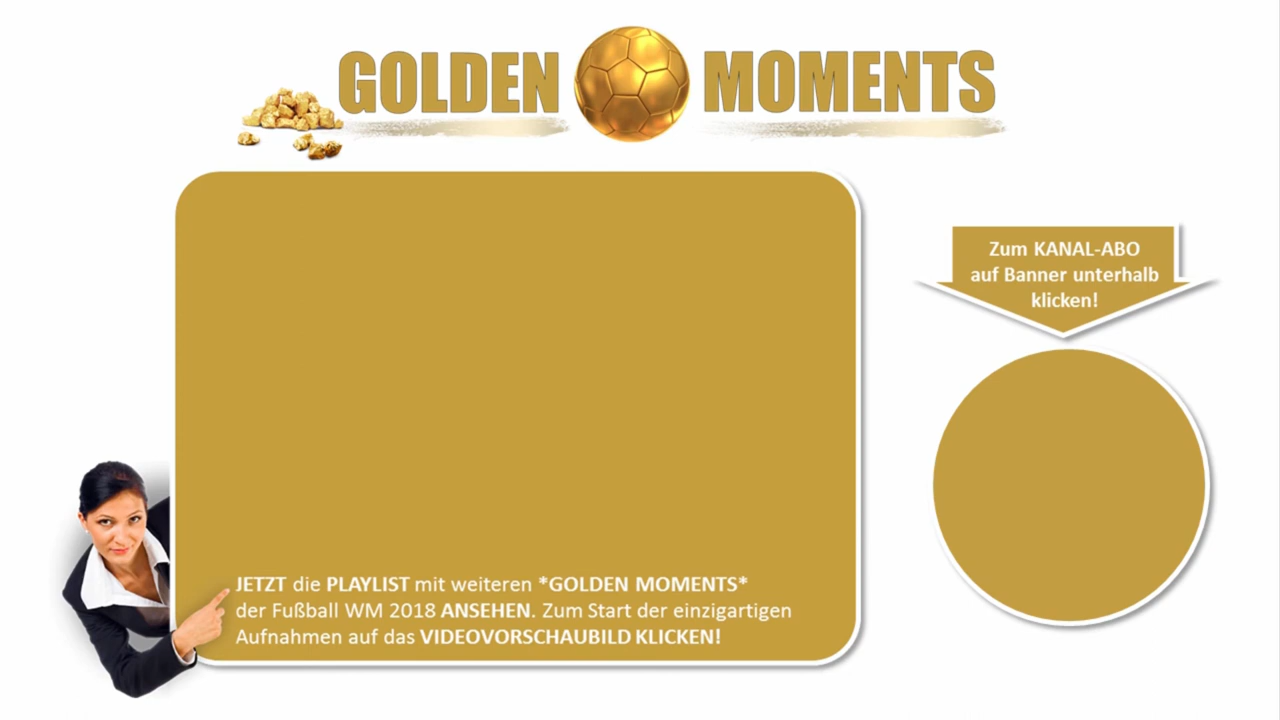 GOLDEN MOMENTS
Zum KANAL-ABO
auf Banner unterhalb
klicken!
JETZT die PLAYLIST mit weiteren *GOLDEN MOMENTS*
der Fußball WM 2018 ANSEHEN. Zum Start der einzigartigen
Aufnahmen auf das VIDEOVORSCHAUBILD KLICKEN!